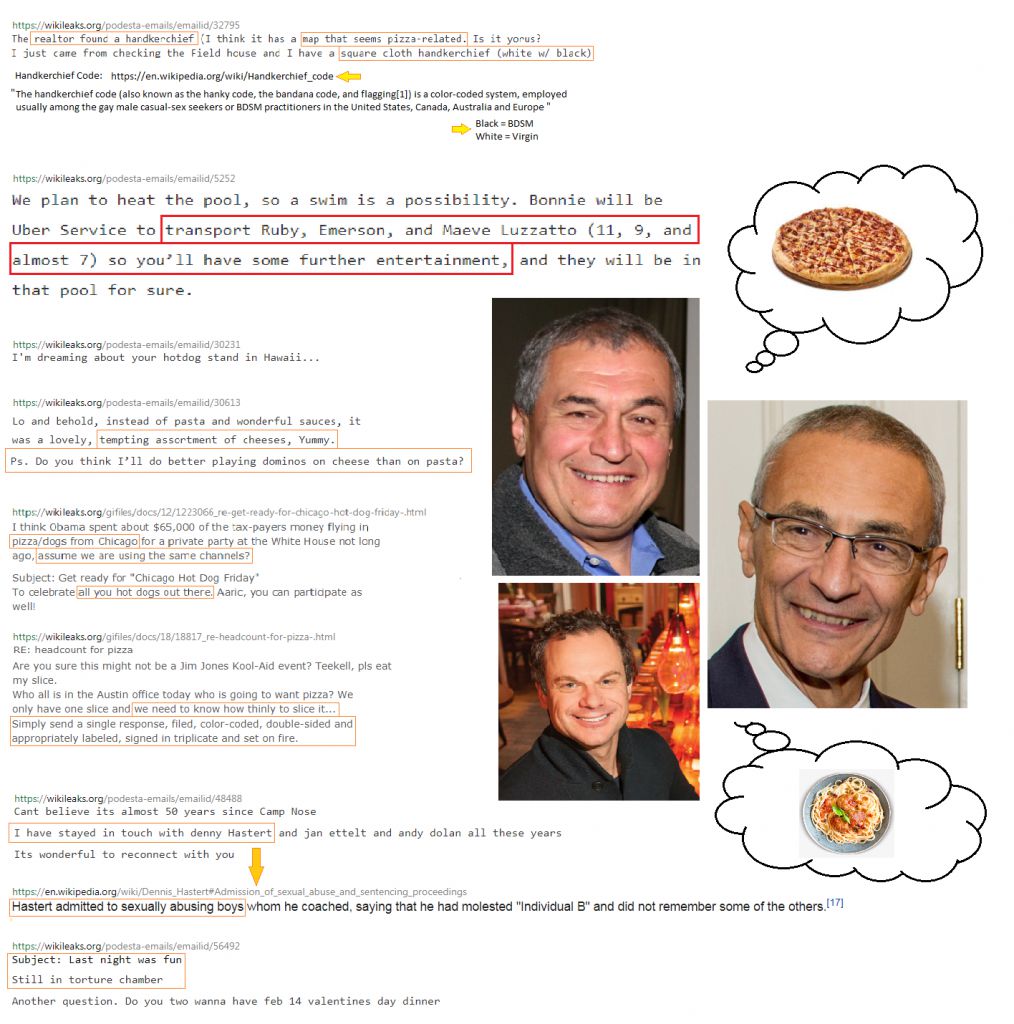 https://wikileaks.org/podesta-emails/emailid/32795
The realtor found a handkerchief (I think it has a map that seems pizza-related. Is it yorus?
I just came from checking the Field house and I have a square cloth handkerchief (white w/ black)
Handkerchief Code: https://en.wikipedia.org/wiki/Handkerchief_code
"The handkerchief code (also known as the hanky code, the bandana code, and flagging[1]) is a color-coded system, employed
usually among the gay male casual-sex seekers or BDSM practitioners in the United States, Canada, Australia and Europe "
Black = BDSM
White = Virgin
https://wikileaks.org/podesta-emails/emailid/5252
We plan to heat the pool, so a swim is a possibility. Bonnie will be
Uber Service to transport Ruby, Emerson, and Maeve Luzzatto (11, 9, and
almost 7) so you’ll have some further entertainment, and they will be in
that pool for sure.
https://wikileaks.org/podesta-emails/emailid/30231
I'm dreaming about your hotdog stand in Hawaii...
https://wikileaks.org/podesta-emails/emailid/30613
Lo and behold, instead of pasta and wonderful sauces, it
was a lovely, tempting assortment of cheeses, Yummy.
Ps. Do you think I’ll do better playing dominos on cheese than on pasta?
https://wikileaks.org/gifiles/docs/12/1223066_re-get-ready-for-chicago-hot-dog-friday-.html
I think Obama spent about $65,000 of the tax-payers money flying in
pizza/dogs from Chicago for a private party at the White House not long
ago, assume we are using the same channels?
Subject: Get ready for "Chicago Hot Dog Friday"
To celebrate all you hot dogs out there. Aaric, you can participate as
well!
https://wikileaks.org/gifiles/docs/18/18817_re-headcount-for-pizza-.html
RE: headcount for pizza
Are you sure this might not be a Jim Jones Kool-Aid event? Teekell, pls eat
my slice.
Who all is in the Austin office today who is going to want pizza? We
only have one slice and we need to know how thinly to slice it...
Simply send a single response, filed, color-coded, double-sided and
appropriately labeled, signed in triplicate and set on fire.
https://wikileaks.org/podesta-emails/emailid/48488
Cant believe its almost 50 years since Camp Nose
I have stayed in touch with denny Hastert and jan ettelt and andy dolan all these years
Its wonderful to reconnect with you
https://en.wikipedia.org/wiki/Dennis_Hastert#Admission_of_sexual_abuse_and_sentencing_proceedings
Hastert admitted to sexually abusing boys whom he coached, saying that he had molested "Individual B" and did not remember some of the others.[17]
https://wikileaks.org/podesta-emails/emailid/56492
Subject: Last night was fun
Still in torture chamber
Another question. Do you two wanna have feb 14 valentines day dinner